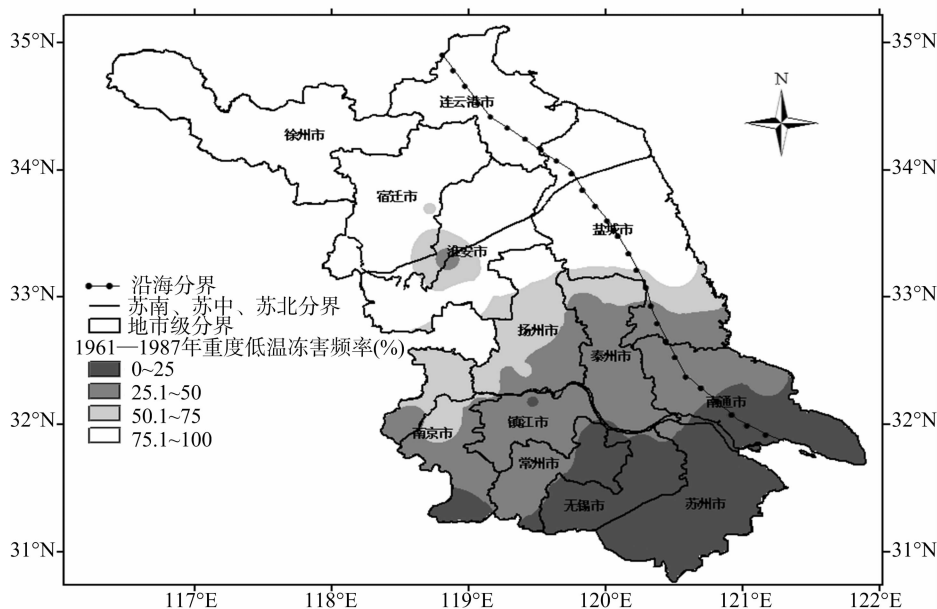 35°N
35°N
N
连云港市
徐州市
34°N
34°N
宿迁市
盐城市
淮安市
33°N
33°N
沿海分界
苏南、苏中、苏北分界
地市级分界
1961—1987年重度低温冻害频率(%)
0~25
25.1~50
50.1~75
75.1~100
扬州市
泰州市
南通市
32°N
32°N
南京市
镇江市
常州市
无锡市
苏州市
31°N
31°N
117°E
118°E
119°E
120°E
121°E
122°E